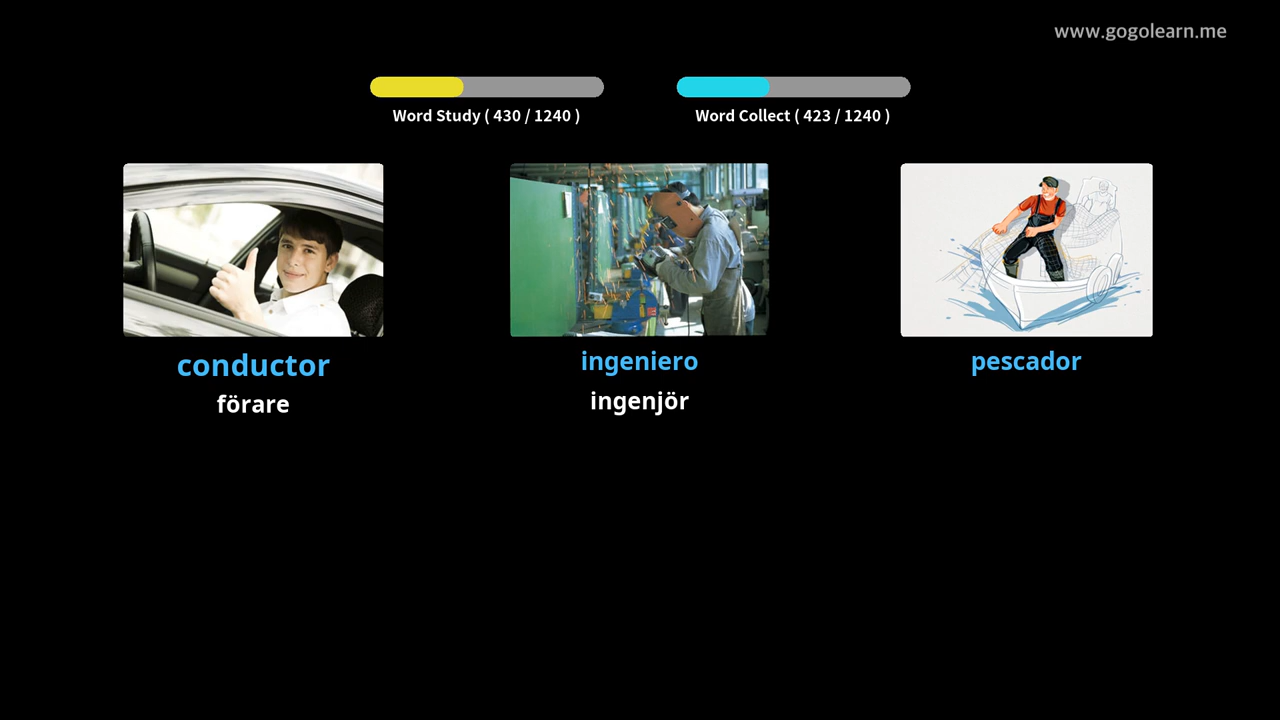 www.gogolearn.me
Word Study ( 430 / 1240 )
Word Collect ( 423 / 1240 )
conductor
förare
ingeniero
ingenjör
pescador